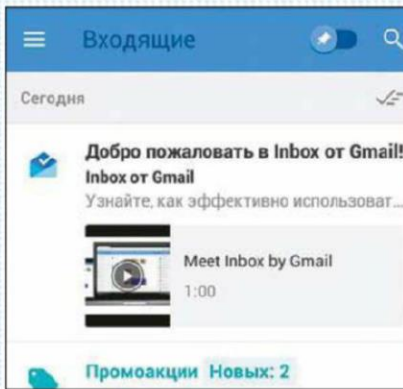 Входящие
Сегодня
Добро пожаловать в Inbox от Gmail!
Inbox от Gmail
Узнайте, как эффективно использоват...
Meet Inbox by Gmail
1:00
Промоакции Новых: 2